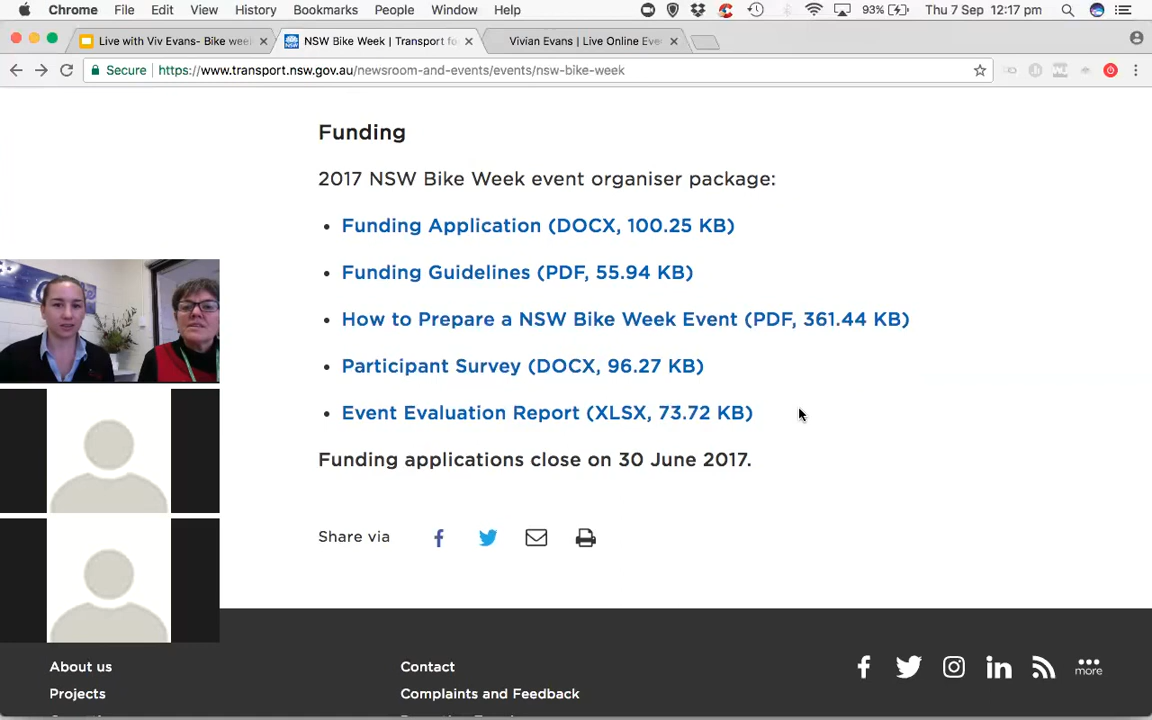 Chrome File Edit View History Bookmarks People Window Help 93% Thu 7 Sep 12:17 pm
Live with Viv Evans- Bike wee NSW Bike Week | Transport fo Vivian Evans | Live Online Eve
Secure https://www.transport.nsw.gov.au/newsroom-and-events/events/nsw-bike-week
Funding
2017 NSW Bike Week event organiser package:
• Funding Application (DOCX, 100.25 KB)
• Funding Guidelines (PDF, 55.94 KB)
• How to Prepare a NSW Bike Week Event (PDF, 361.44 KB)
• Participant Survey (DOCX, 96.27 KB)
• Event Evaluation Report (XLSX, 73.72 KB)
Funding applications close on 30 June 2017.
Share via
About us Contact
more
Projects Complaints and Feedback